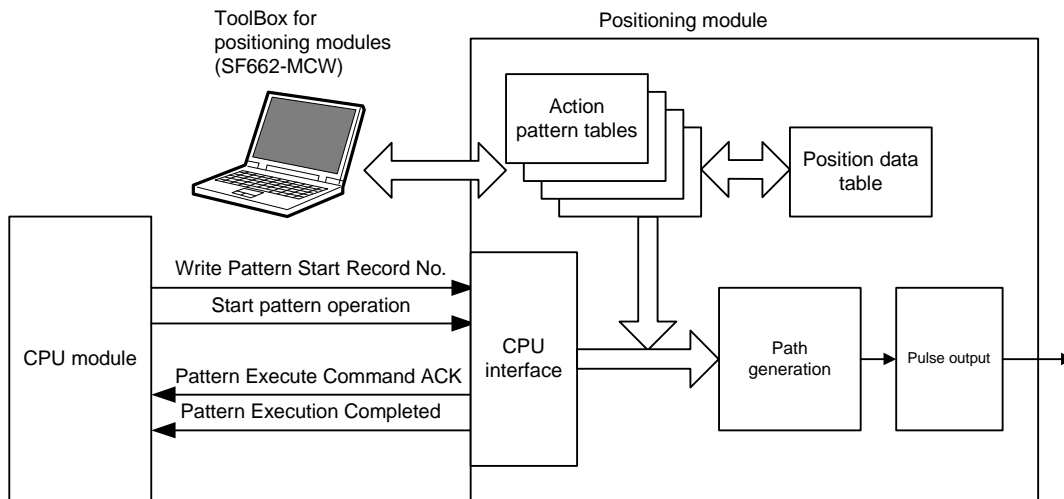 ToolBox for
positioning modules
(SF662-MCW)
Positioning module
Action
pattern tables
Position data
table
CPU module
Write Pattern Start Record No.
Start pattern operation
Pattern Execute Command ACK
Pattern Execution Completed
CPU
interface
Path
generation
Pulse output